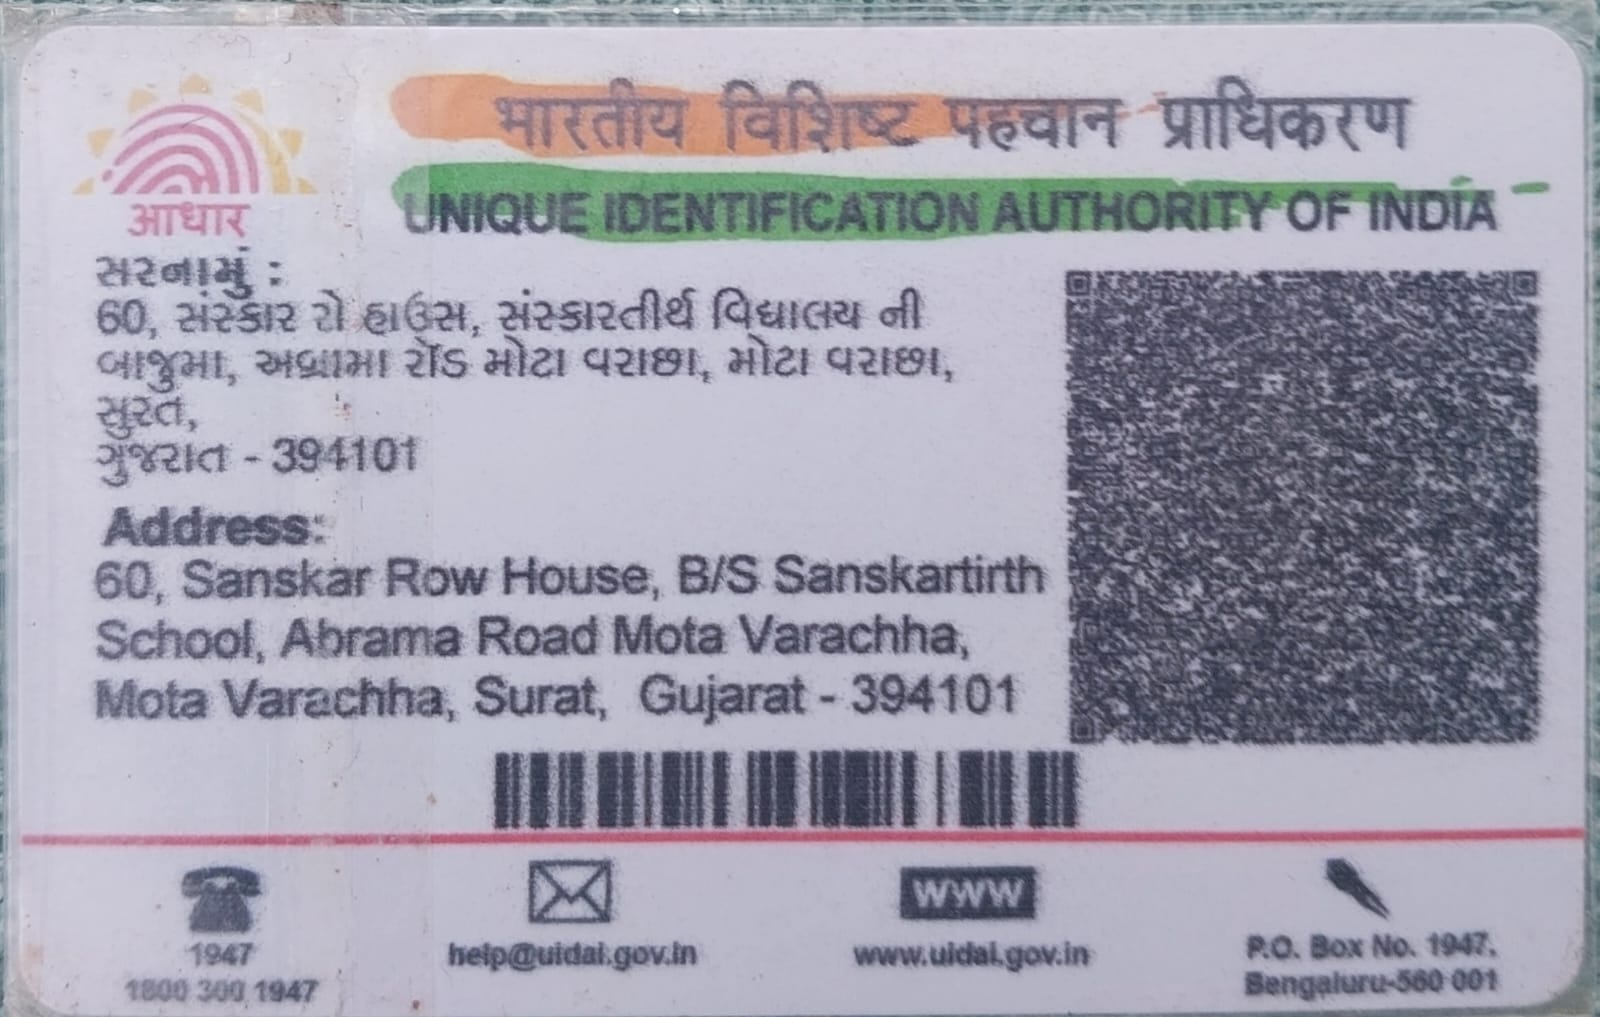 भारतीय विशिष्ट पहचान प्राधिकरण
UNIQUE IDENTIFICATION AUTHORITY OF INDIA
आधार
સરનામું :
60, સંસ્કાર રો હાઉસ, સંસ્કારતીર્થ વિદ્યાલય ની
બાજુમા, અબ્રામા રૉડ મોટા વરાછા, મોટા વરાછા,
સુરત,
ગુજરાત - 394101
Address:
60, Sanskar Row House, B/S Sanskartirth
School, Abrama Road Mota Varachha,
Mota Varachha, Surat, Gujarat - 394101
1947
1800 300 1947
help@uidai.gov.in
WWW
www.uidai.gov.in
P.O. Box No. 1947,
Bengaluru-560 001